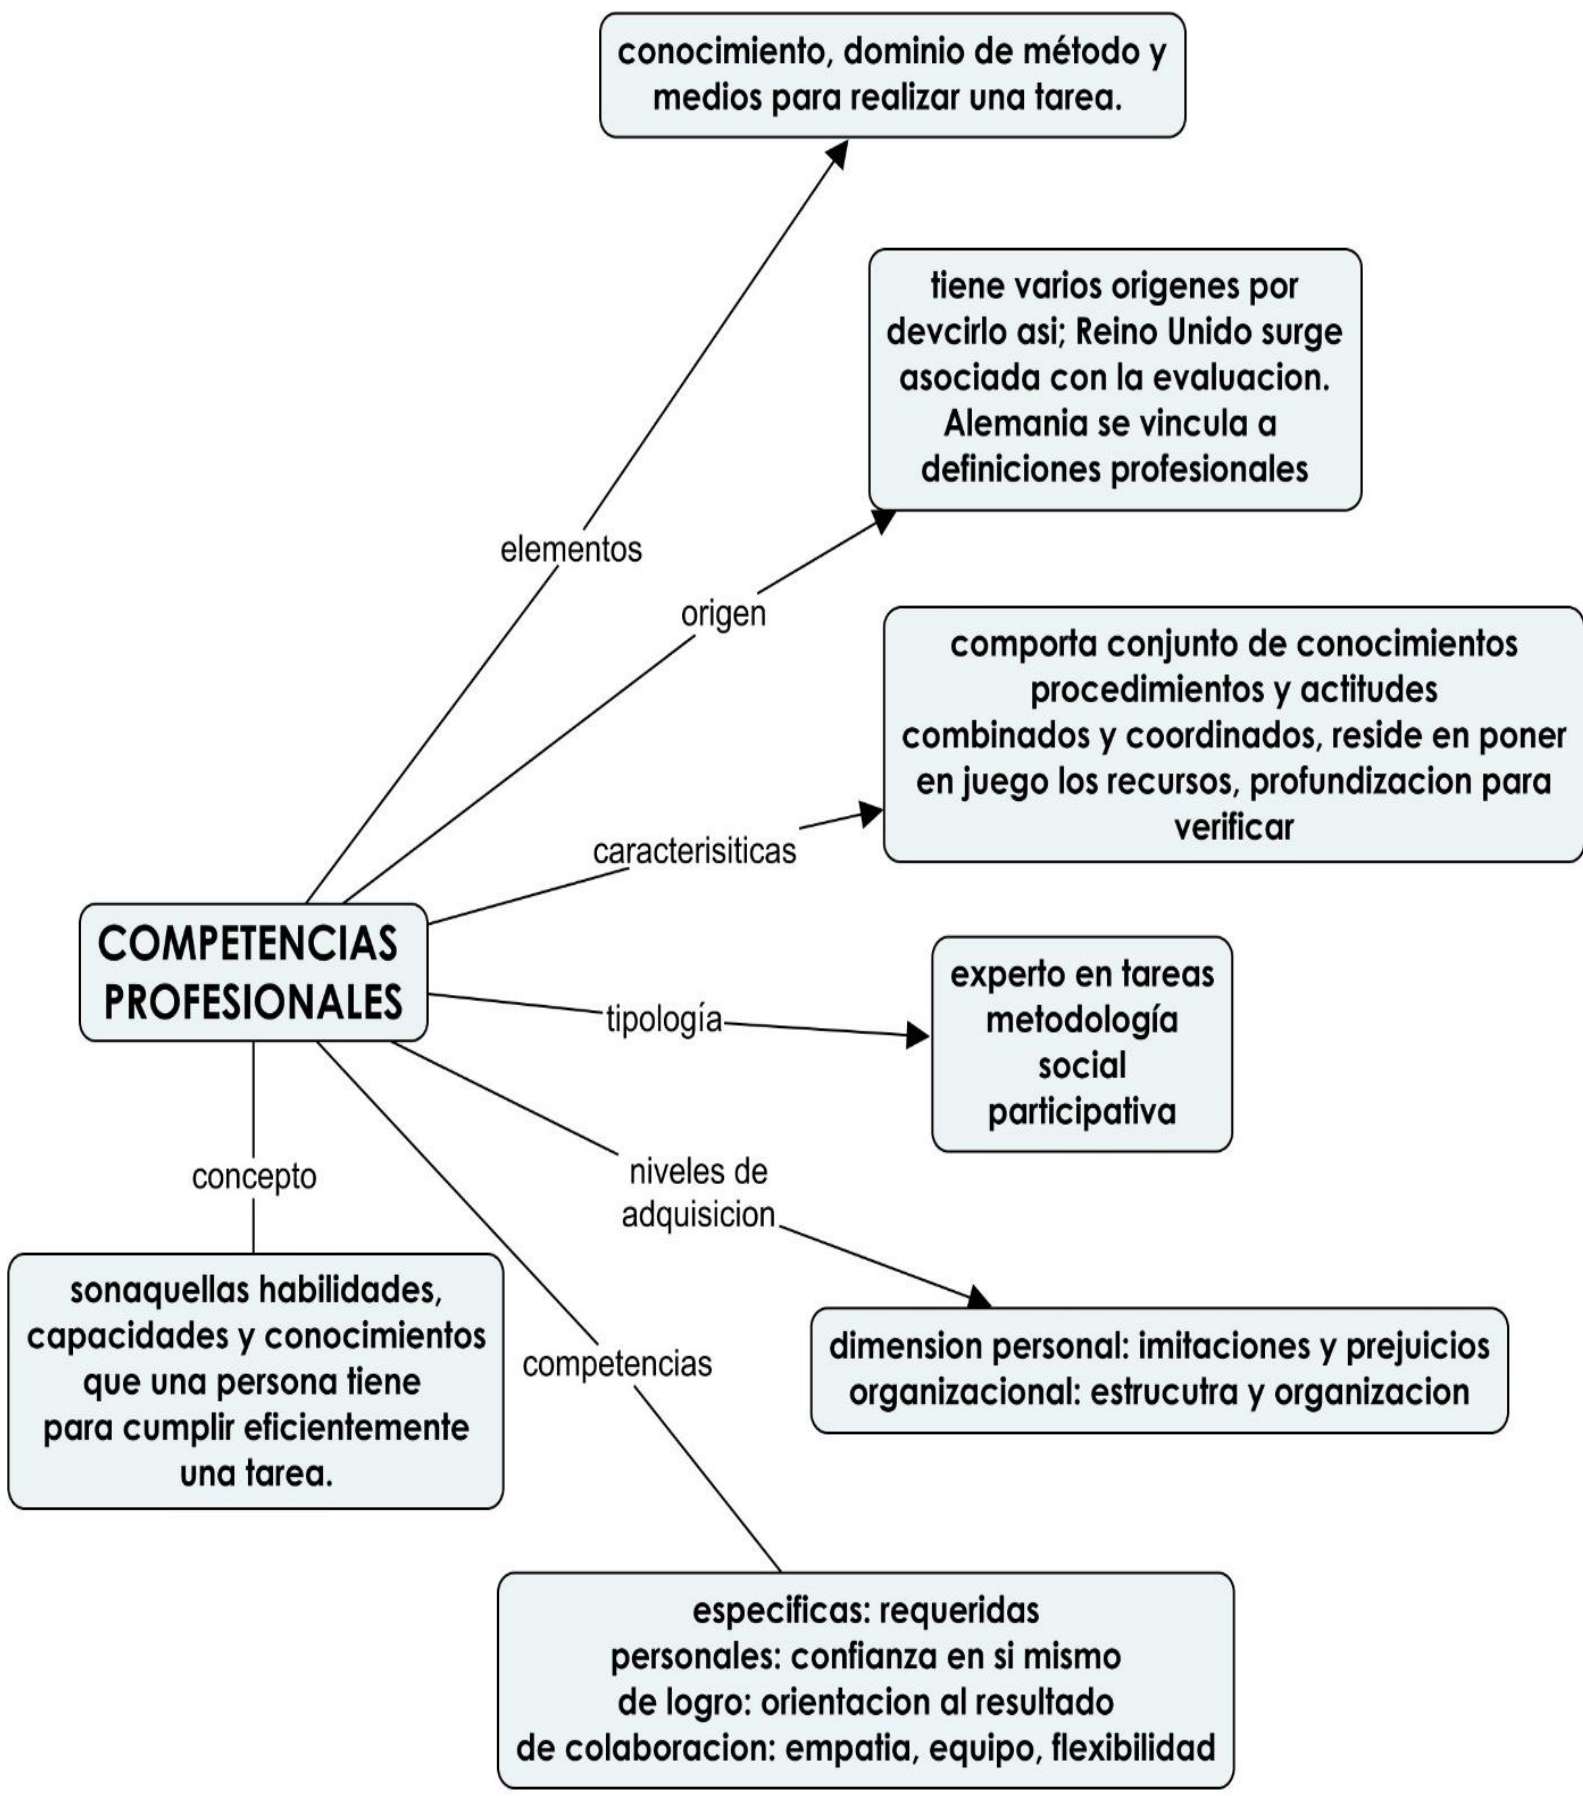 conocimiento, dominio de método y
medios para realizar una tarea.
tiene varios origenes por
devcirlo asi; Reino Unido surge
asociada con la evaluacion.
Alemania se vincula a
definiciones profesionales
elementos
origen
comporta conjunto de conocimientos
procedimientos y actitudes
combinados y coordinados, reside en poner
en juego los recursos, profundizacion para
verificar
caracterisiticas
COMPETENCIAS
PROFESIONALES
experto en tareas
metodología
social
participativa
tipología
concepto
niveles de
adquisicion
sonaquellas habilidades,
capacidades y conocimientos
que una persona tiene
para cumplir eficientemente
una tarea.
competencias
dimension personal: imitaciones y prejuicios
organizacional: estrucutra y organizacion
especificas: requeridas
personales: confianza en si mismo
de logro: orientacion al resultado
de colaboracion: empatia, equipo, flexibilidad